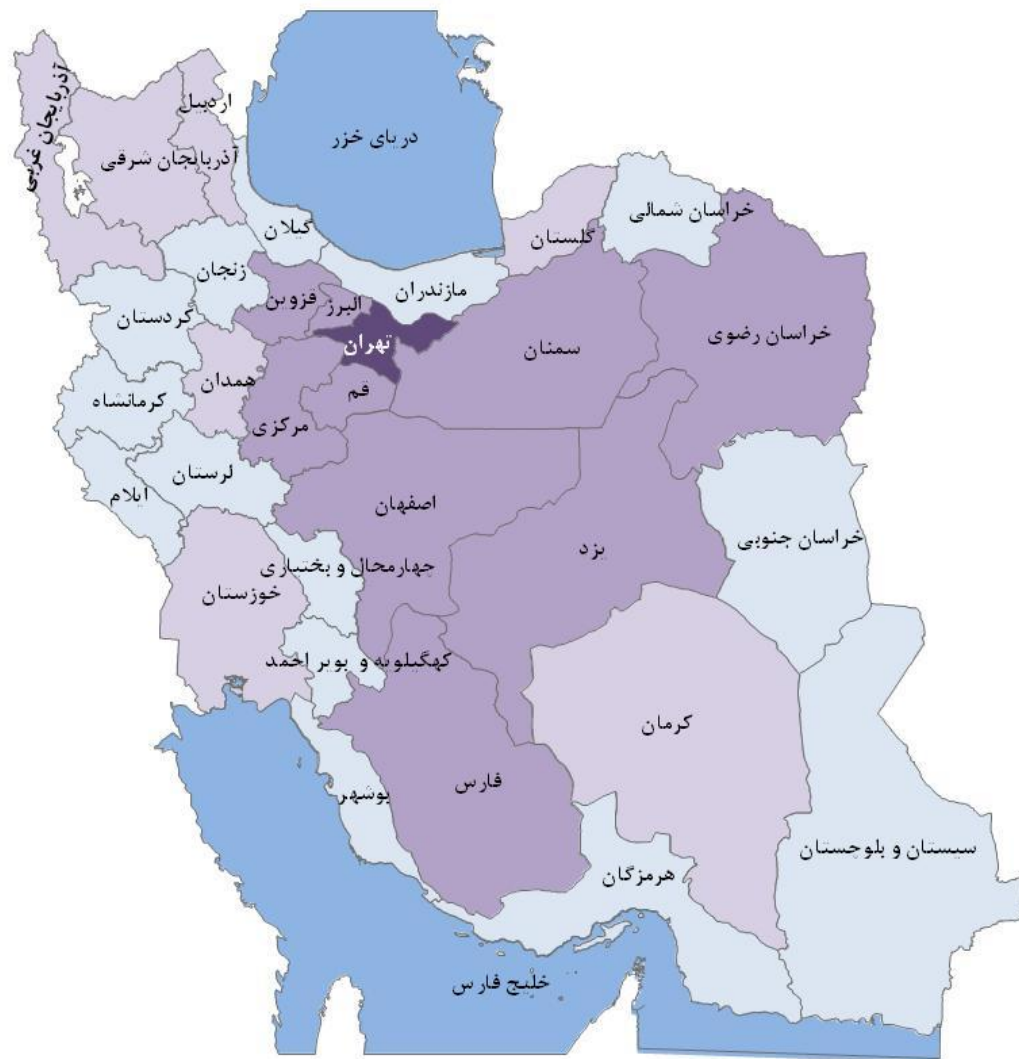 آذربایجان غربی
اردبیل
آذربایجان شرقی
دریای خزر
گیلان
گلستان
خراسان شمالی
زنجان
مازندران
قزوین
البرز
کردستان
تهران
سمنان
خراسان رضوی
همدان
قم
کرمانشاه
مرکزی
لرستان
ایلام
اصفهان
یزد
خراسان جنوبی
چهارمحال و بختیاری
خوزستان
کهگیلویه و بویر احمد
کرمان
فارس
بوشهر
سیستان و بلوچستان
هرمزگان
خلیج فارس